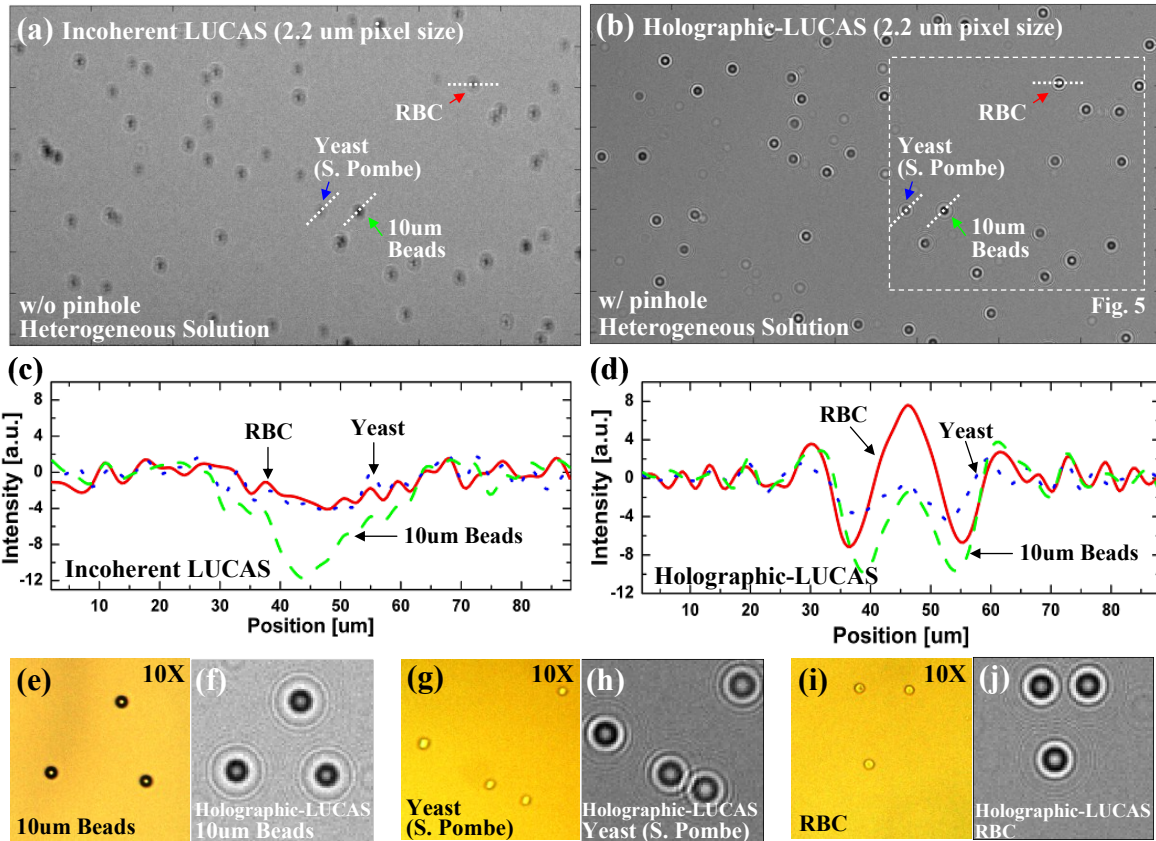 (a) Incoherent LUCAS (2.2 um pixel size)
RBC
Yeast
(S. Pombe)
10um
Beads
w/o pinhole
Heterogeneous Solution
(b) Holographic-LUCAS (2.2 um pixel size)
RBC
Yeast
(S. Pombe)
10um
Beads
w/ pinhole
Fig. 5
Heterogeneous Solution
(c)
Intensity [a.u.]
8
4
0
-4
-8
-12
RBC
Yeast
10um Beads
Incoherent LUCAS
10 20 30 40 50 60 70 80
Position [um]
(d)
Intensity [a.u.]
8
4
0
-4
-8
-12
RBC
Yeast
10um Beads
Holographic-LUCAS
10 20 30 40 50 60 70 80
Position [um]
(e) 10X
10um Beads
(f)
Holographic-LUCAS
10um Beads
(g) 10X
Yeast
(S. Pombe)
(h)
Holographic-LUCAS
Yeast (S. Pombe)
(i) 10X
RBC
(j)
Holographic-LUCAS
RBC